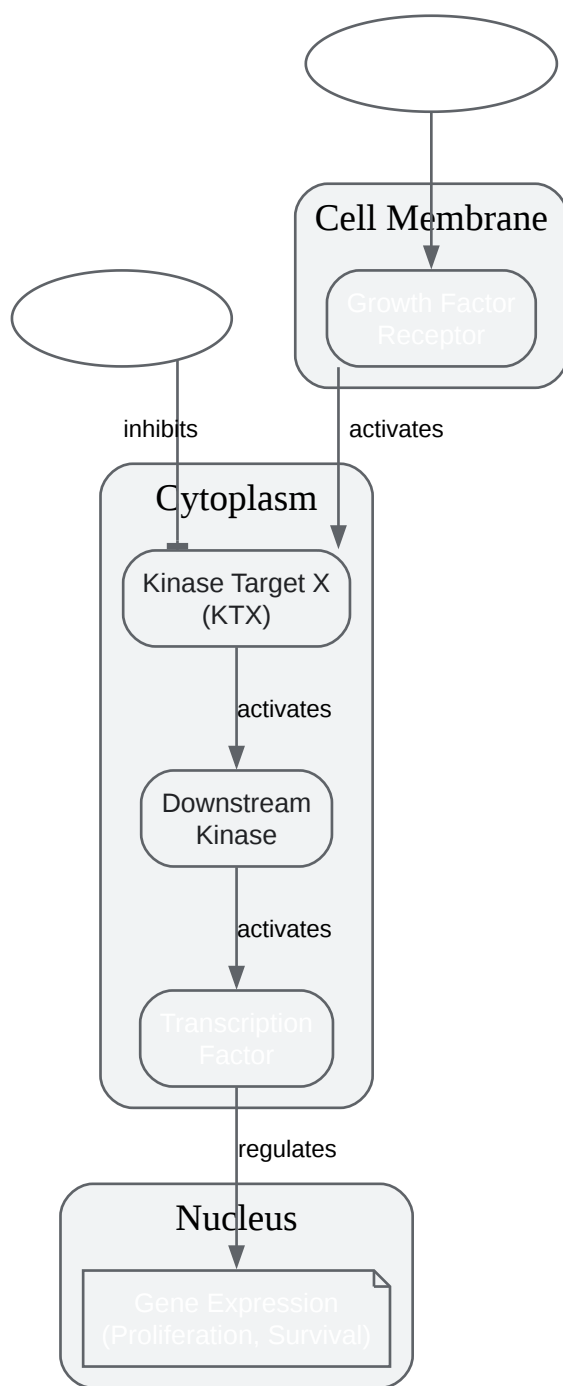 Cell Membrane
Growth Factor
Receptor
inhibits
activates
Cytoplasm
Kinase Target X
(KTX)
activates
Downstream
Kinase
activates
Transcription
Factor
regulates
Nucleus
Gene Expression
(Proliferation, Survival)